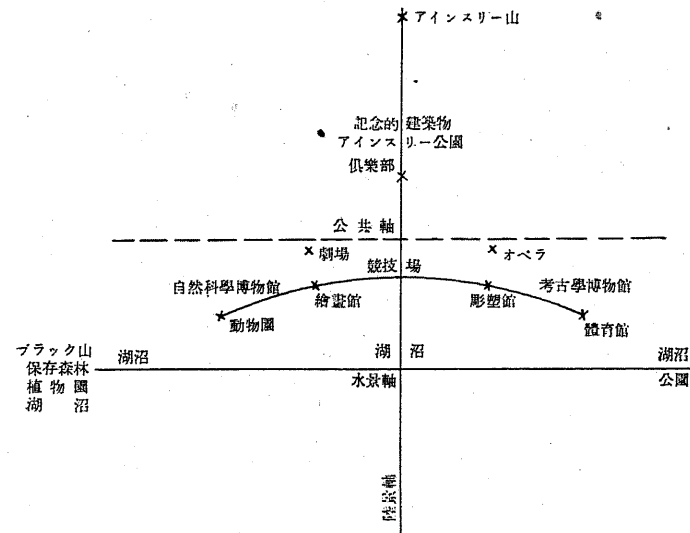 アインスリー山
記念的 建築物
アインスリー公園
俱樂部
公共軸
劇場
オペラ
競技場
自然科學博物館
考古學博物館
繪畫館
彫塑館
動物園
體育館
ブラック山
保存森林
植物園
湖沼
湖沼
湖沼
湖沼
水景軸
公園
陸景軸